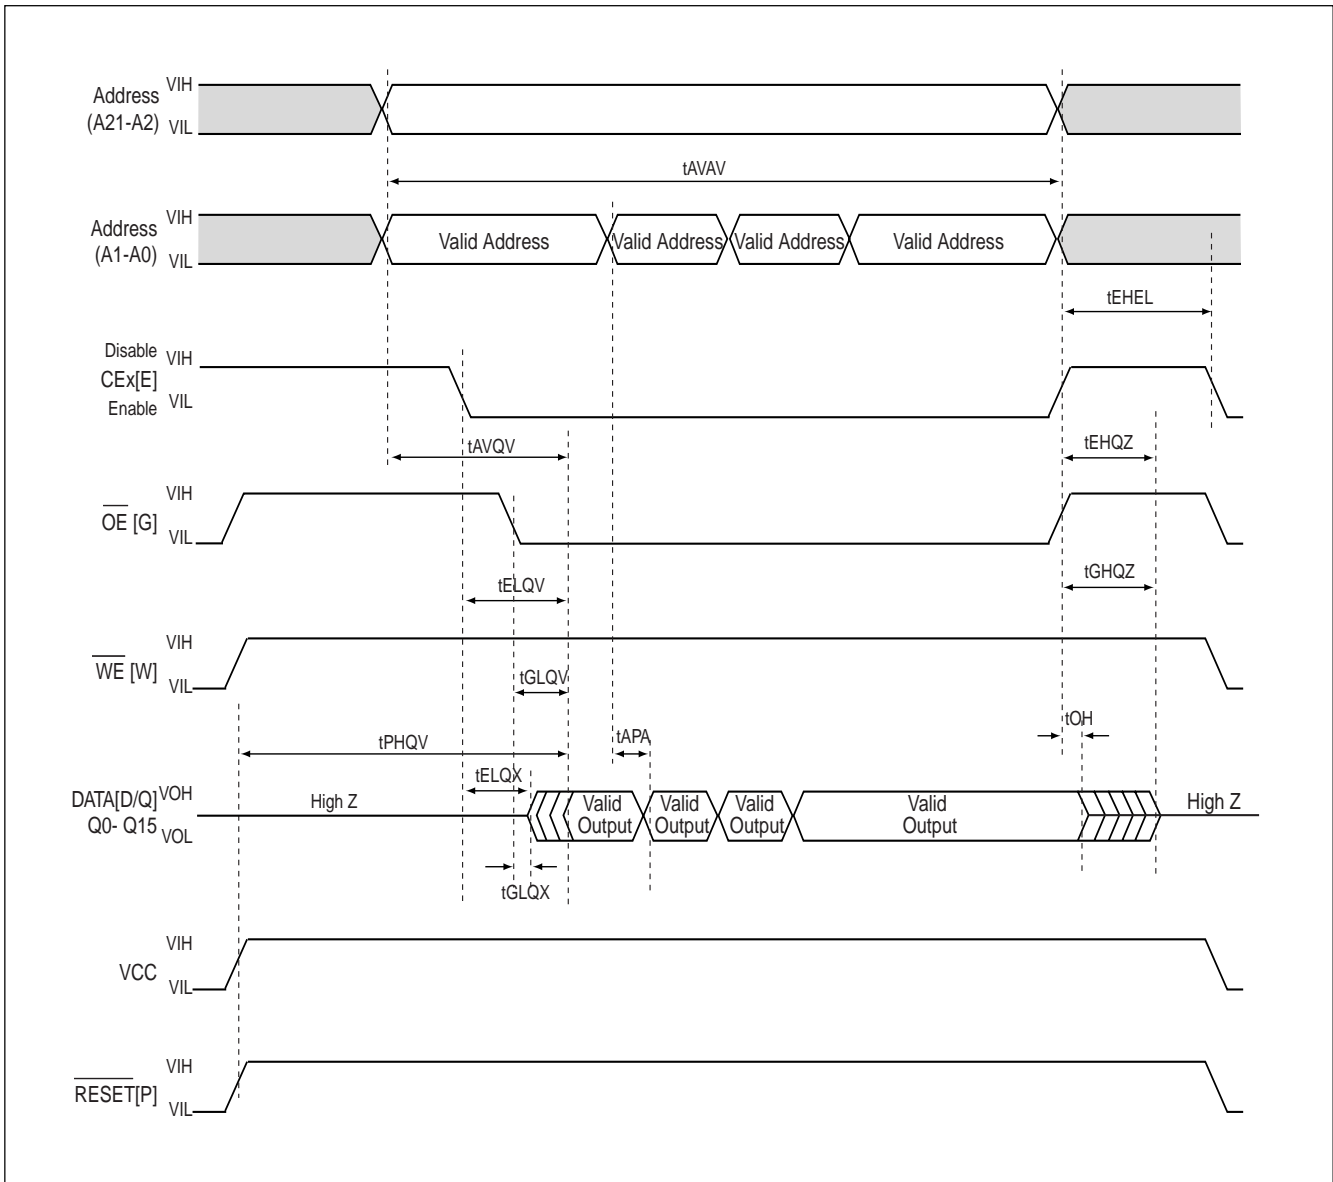 Address VIH
(A21-A2) VIL
tAVAV
Address VIH
(A1-A0) VIL
Valid Address Valid Address Valid Address Valid Address
tEHEL
Disable VIH
CEx[E]
Enable VIL
tAVQV tEHQZ
VIH
OE [G]
VIL
tELQV tGHQZ
VIH
WE [W]
VIL
tGLQV
tOH
tPHQV tAPA
tELQX
DATA[D/Q] VOH High Z Valid Valid Valid Valid High Z
Q0- Q15 VOL Output Output Output Output
tGLQX
VIH
VCC
VIL
VIH
RESET[P]
VIL